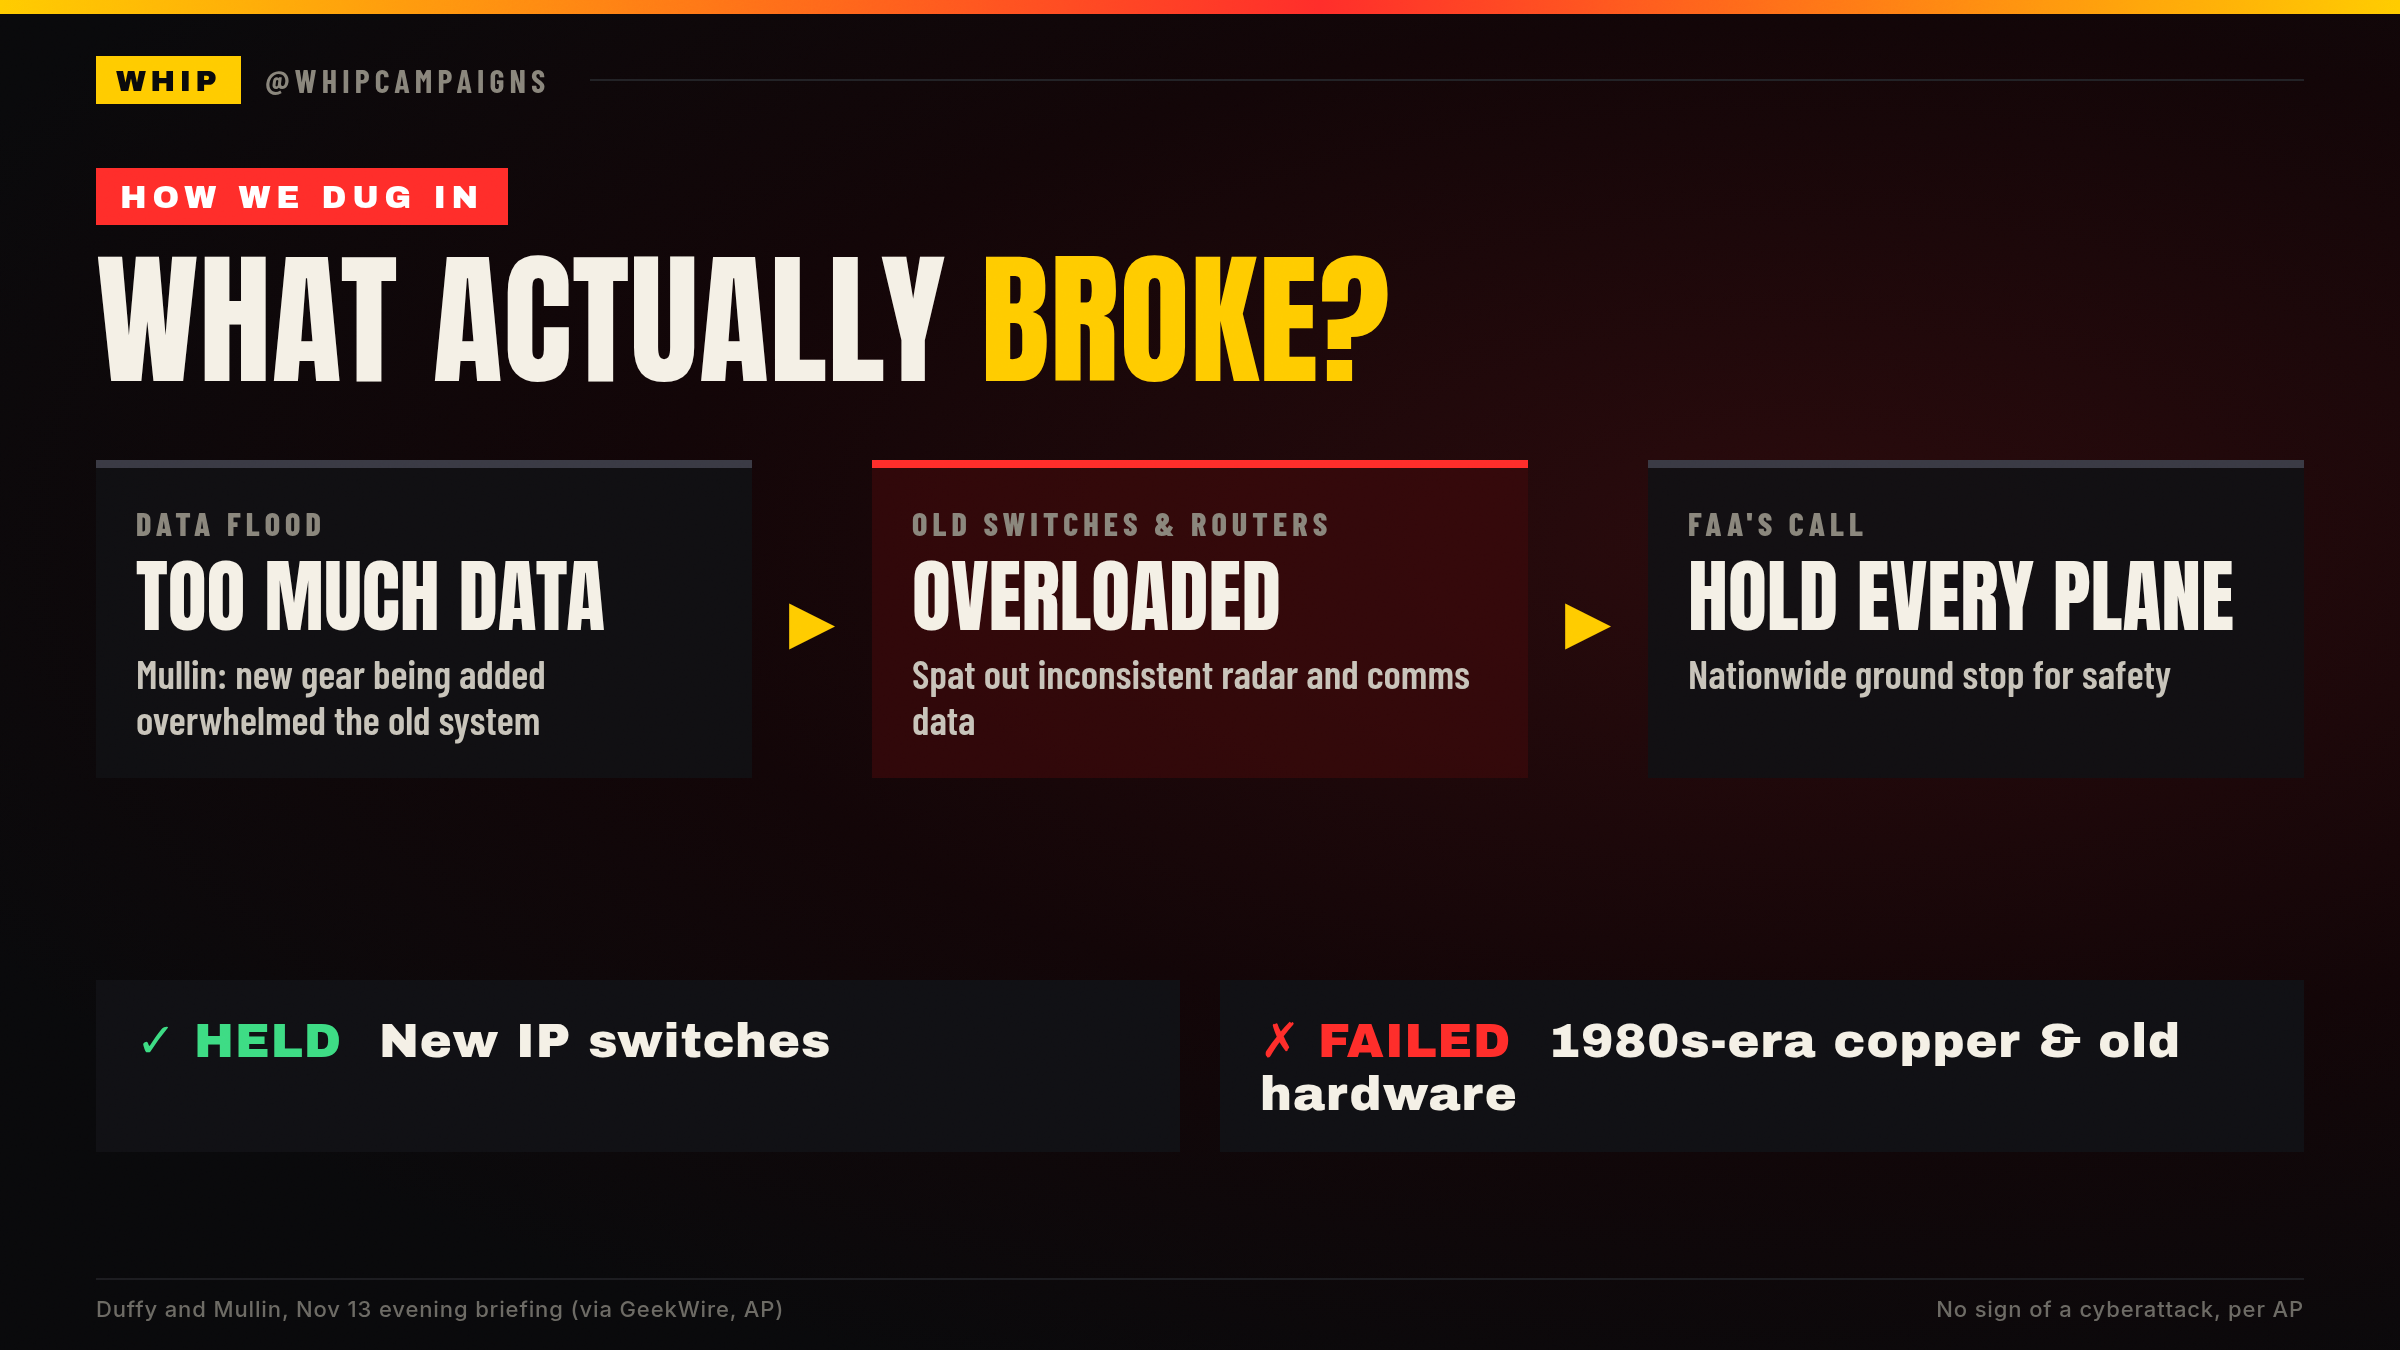 WHIP @WHIPCAMPAIGNS
HOW WE DUG IN
WHAT ACTUALLY BROKE?
DATA FLOOD
TOO MUCH DATA
Mullin: new gear being added
overwhelmed the old system
▶
OLD SWITCHES & ROUTERS
OVERLOADED
Spat out inconsistent radar and comms
data
▶
FAA'S CALL
HOLD EVERY PLANE
Nationwide ground stop for safety
✓ HELD New IP switches
✗ FAILED 1980s-era copper & old
hardware
Duffy and Mullin, Nov 13 evening briefing (via GeekWire, AP)
No sign of a cyberattack, per AP